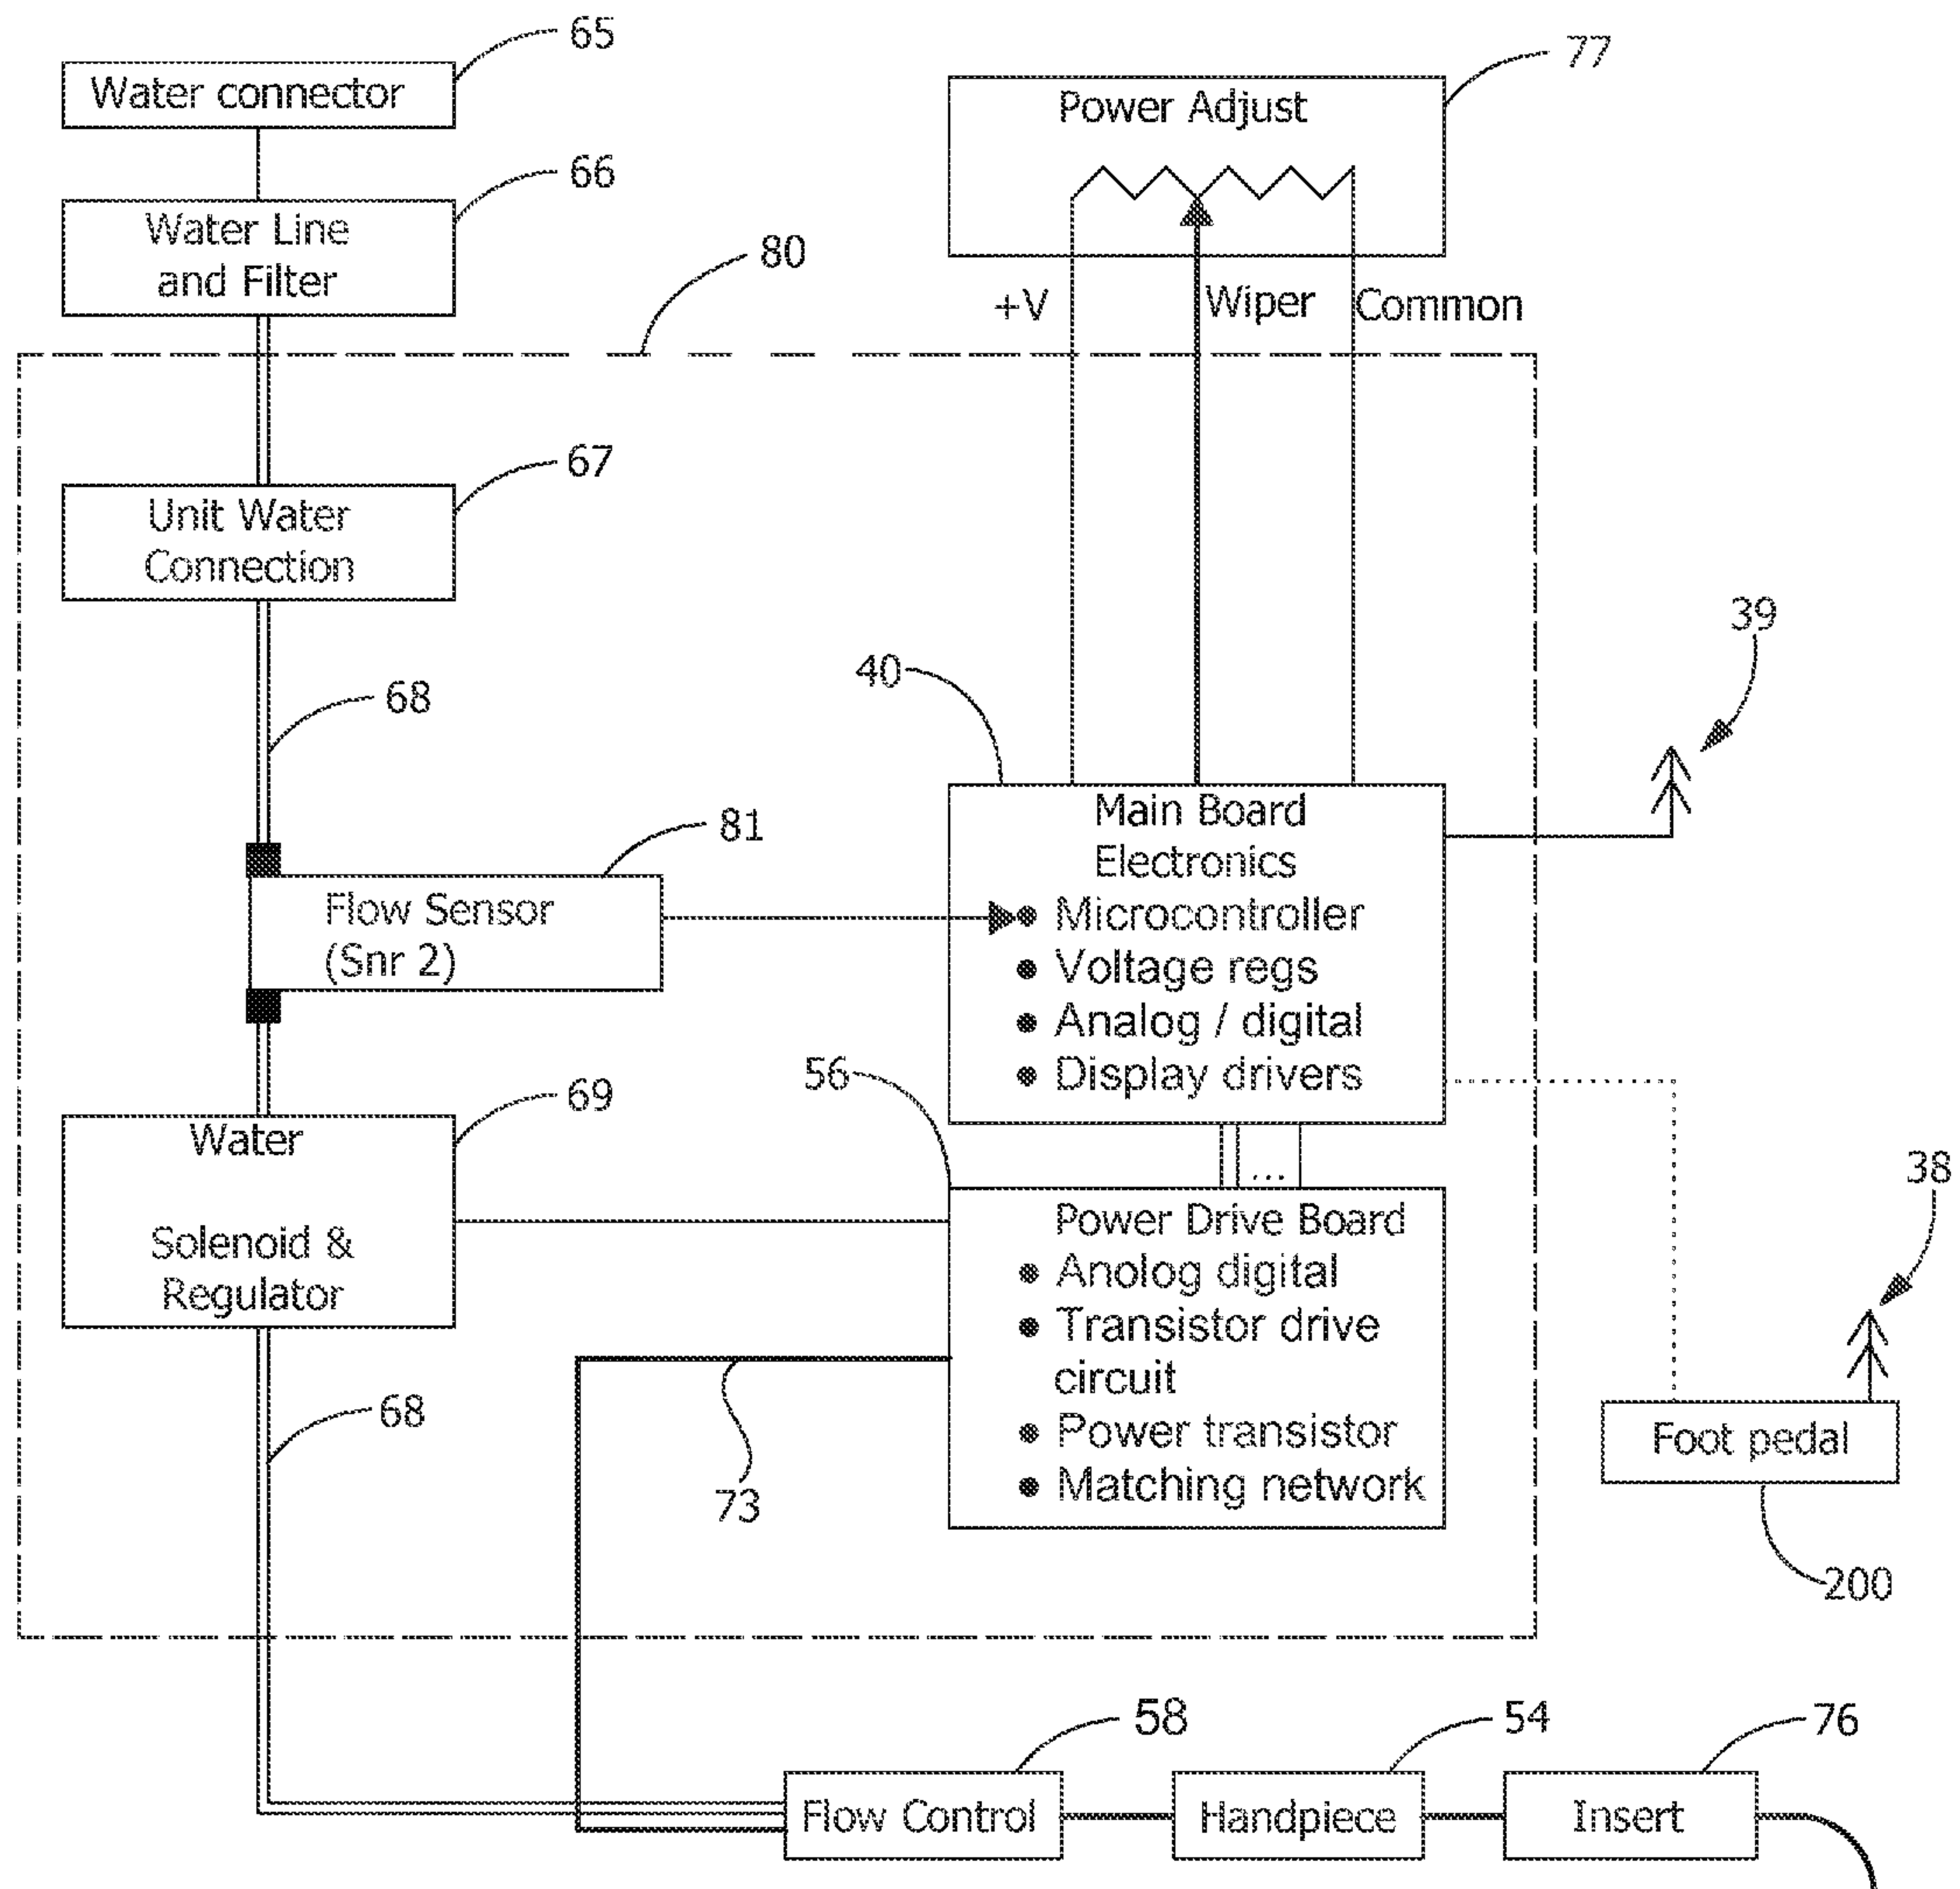 65
Water connector
66
Water Line
and Filter
77
Power Adjust
80
+V
Wiper
Common
67
Unit Water
Connection
68
39
40
81
Flow Sensor
(Snr 2)
Main Board
Electronics
• Microcontroller
• Voltage regs
• Analog / digital
• Display drivers
69
Water
Solenoid &
Regulator
56
...
Power Drive Board
• Anolog digital
• Transistor drive
circuit
• Power transistor
• Matching network
68
73
38
Foot pedal
200
58
Flow Control
54
Handpiece
76
Insert